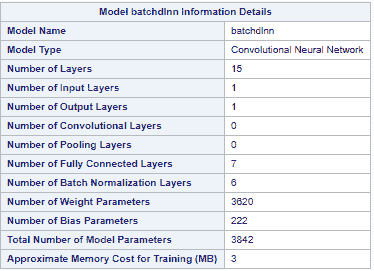 Model batchdlnn Information Details
Model Name batchdlnn
Model Type Convolutional Neural Network
Number of Layers 15
Number of Input Layers 1
Number of Output Layers 1
Number of Convolutional Layers 0
Number of Pooling Layers 0
Number of Fully Connected Layers 7
Number of Batch Normalization Layers 6
Number of Weight Parameters 3620
Number of Bias Parameters 222
Total Number of Model Parameters 3842
Approximate Memory Cost for Training (MB) 3